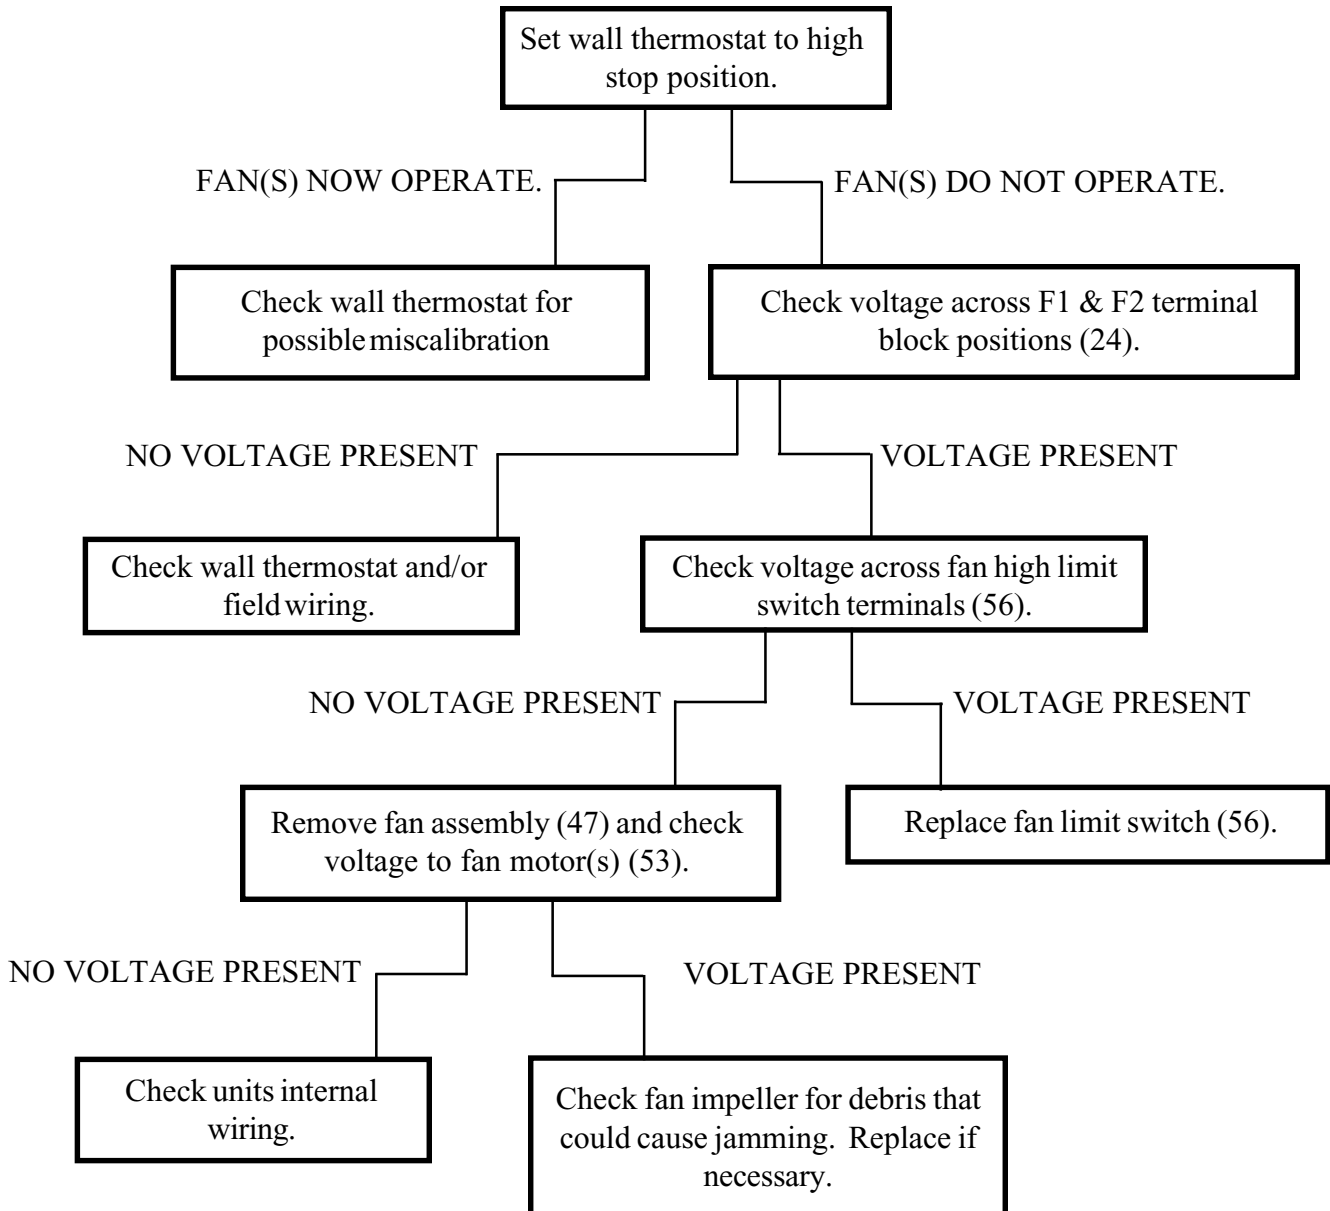 Set wall thermostat to high
stop position.
FAN(S) NOW OPERATE.
FAN(S) DO NOT OPERATE.
Check wall thermostat for
possible miscalibration
Check voltage across F1 & F2 terminal
block positions (24).
NO VOLTAGE PRESENT
VOLTAGE PRESENT
Check wall thermostat and/or
field wiring.
Check voltage across fan high limit
switch terminals (56).
NO VOLTAGE PRESENT
VOLTAGE PRESENT
Remove fan assembly (47) and check
voltage to fan motor(s) (53).
Replace fan limit switch (56).
NO VOLTAGE PRESENT
VOLTAGE PRESENT
Check units internal
wiring.
Check fan impeller for debris that
could cause jamming.  Replace if
necessary.